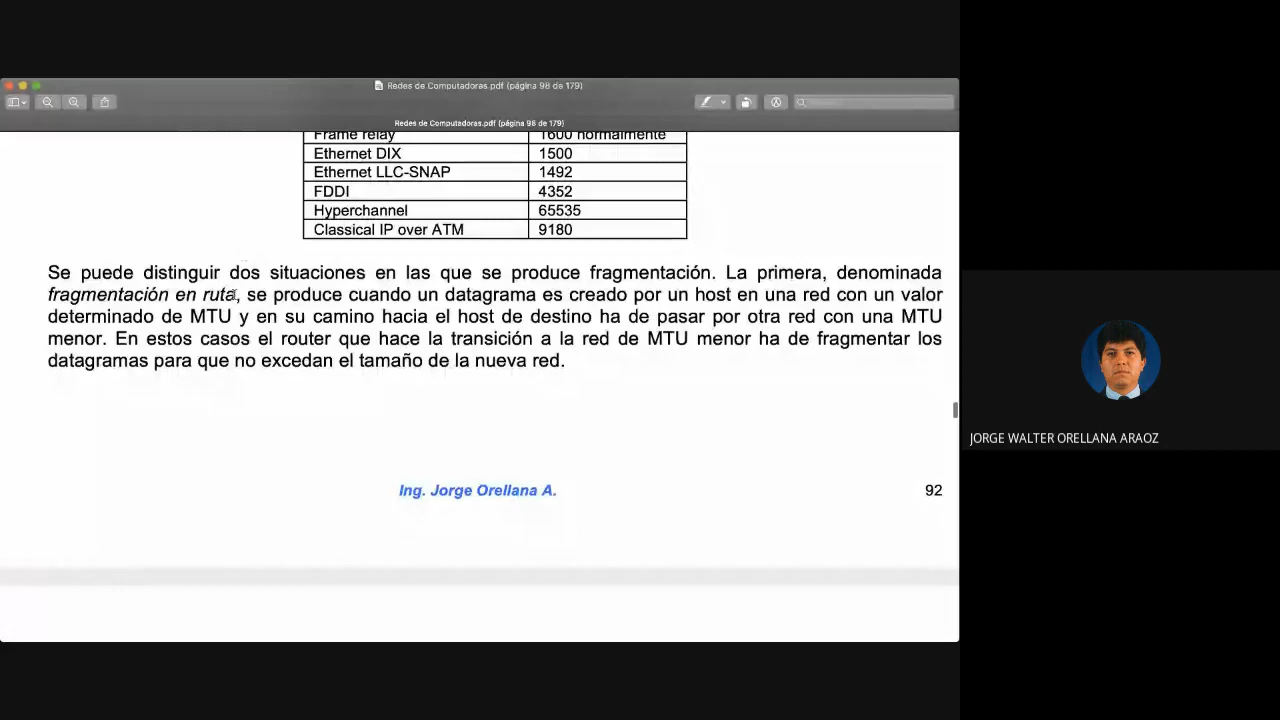 Redes de Computadoras.pdf (página 98 de 179)
Redes de Computadoras.pdf (página 98 de 179)
Frame relay 1600 normalmente
Ethernet DIX 1500
Ethernet LLC-SNAP 1492
FDDI 4352
Hyperchannel 65535
Classical IP over ATM 9180
Se puede distinguir dos situaciones en las que se produce fragmentación. La primera, denominada
fragmentación en ruta, se produce cuando un datagrama es creado por un host en una red con un valor
determinado de MTU y en su camino hacia el host de destino ha de pasar por otra red con una MTU
menor. En estos casos el router que hace la transición a la red de MTU menor ha de fragmentar los
datagramas para que no excedan el tamaño de la nueva red.
JORGE WALTER ORELLANA ARAOZ
Ing. Jorge Orellana A. 92